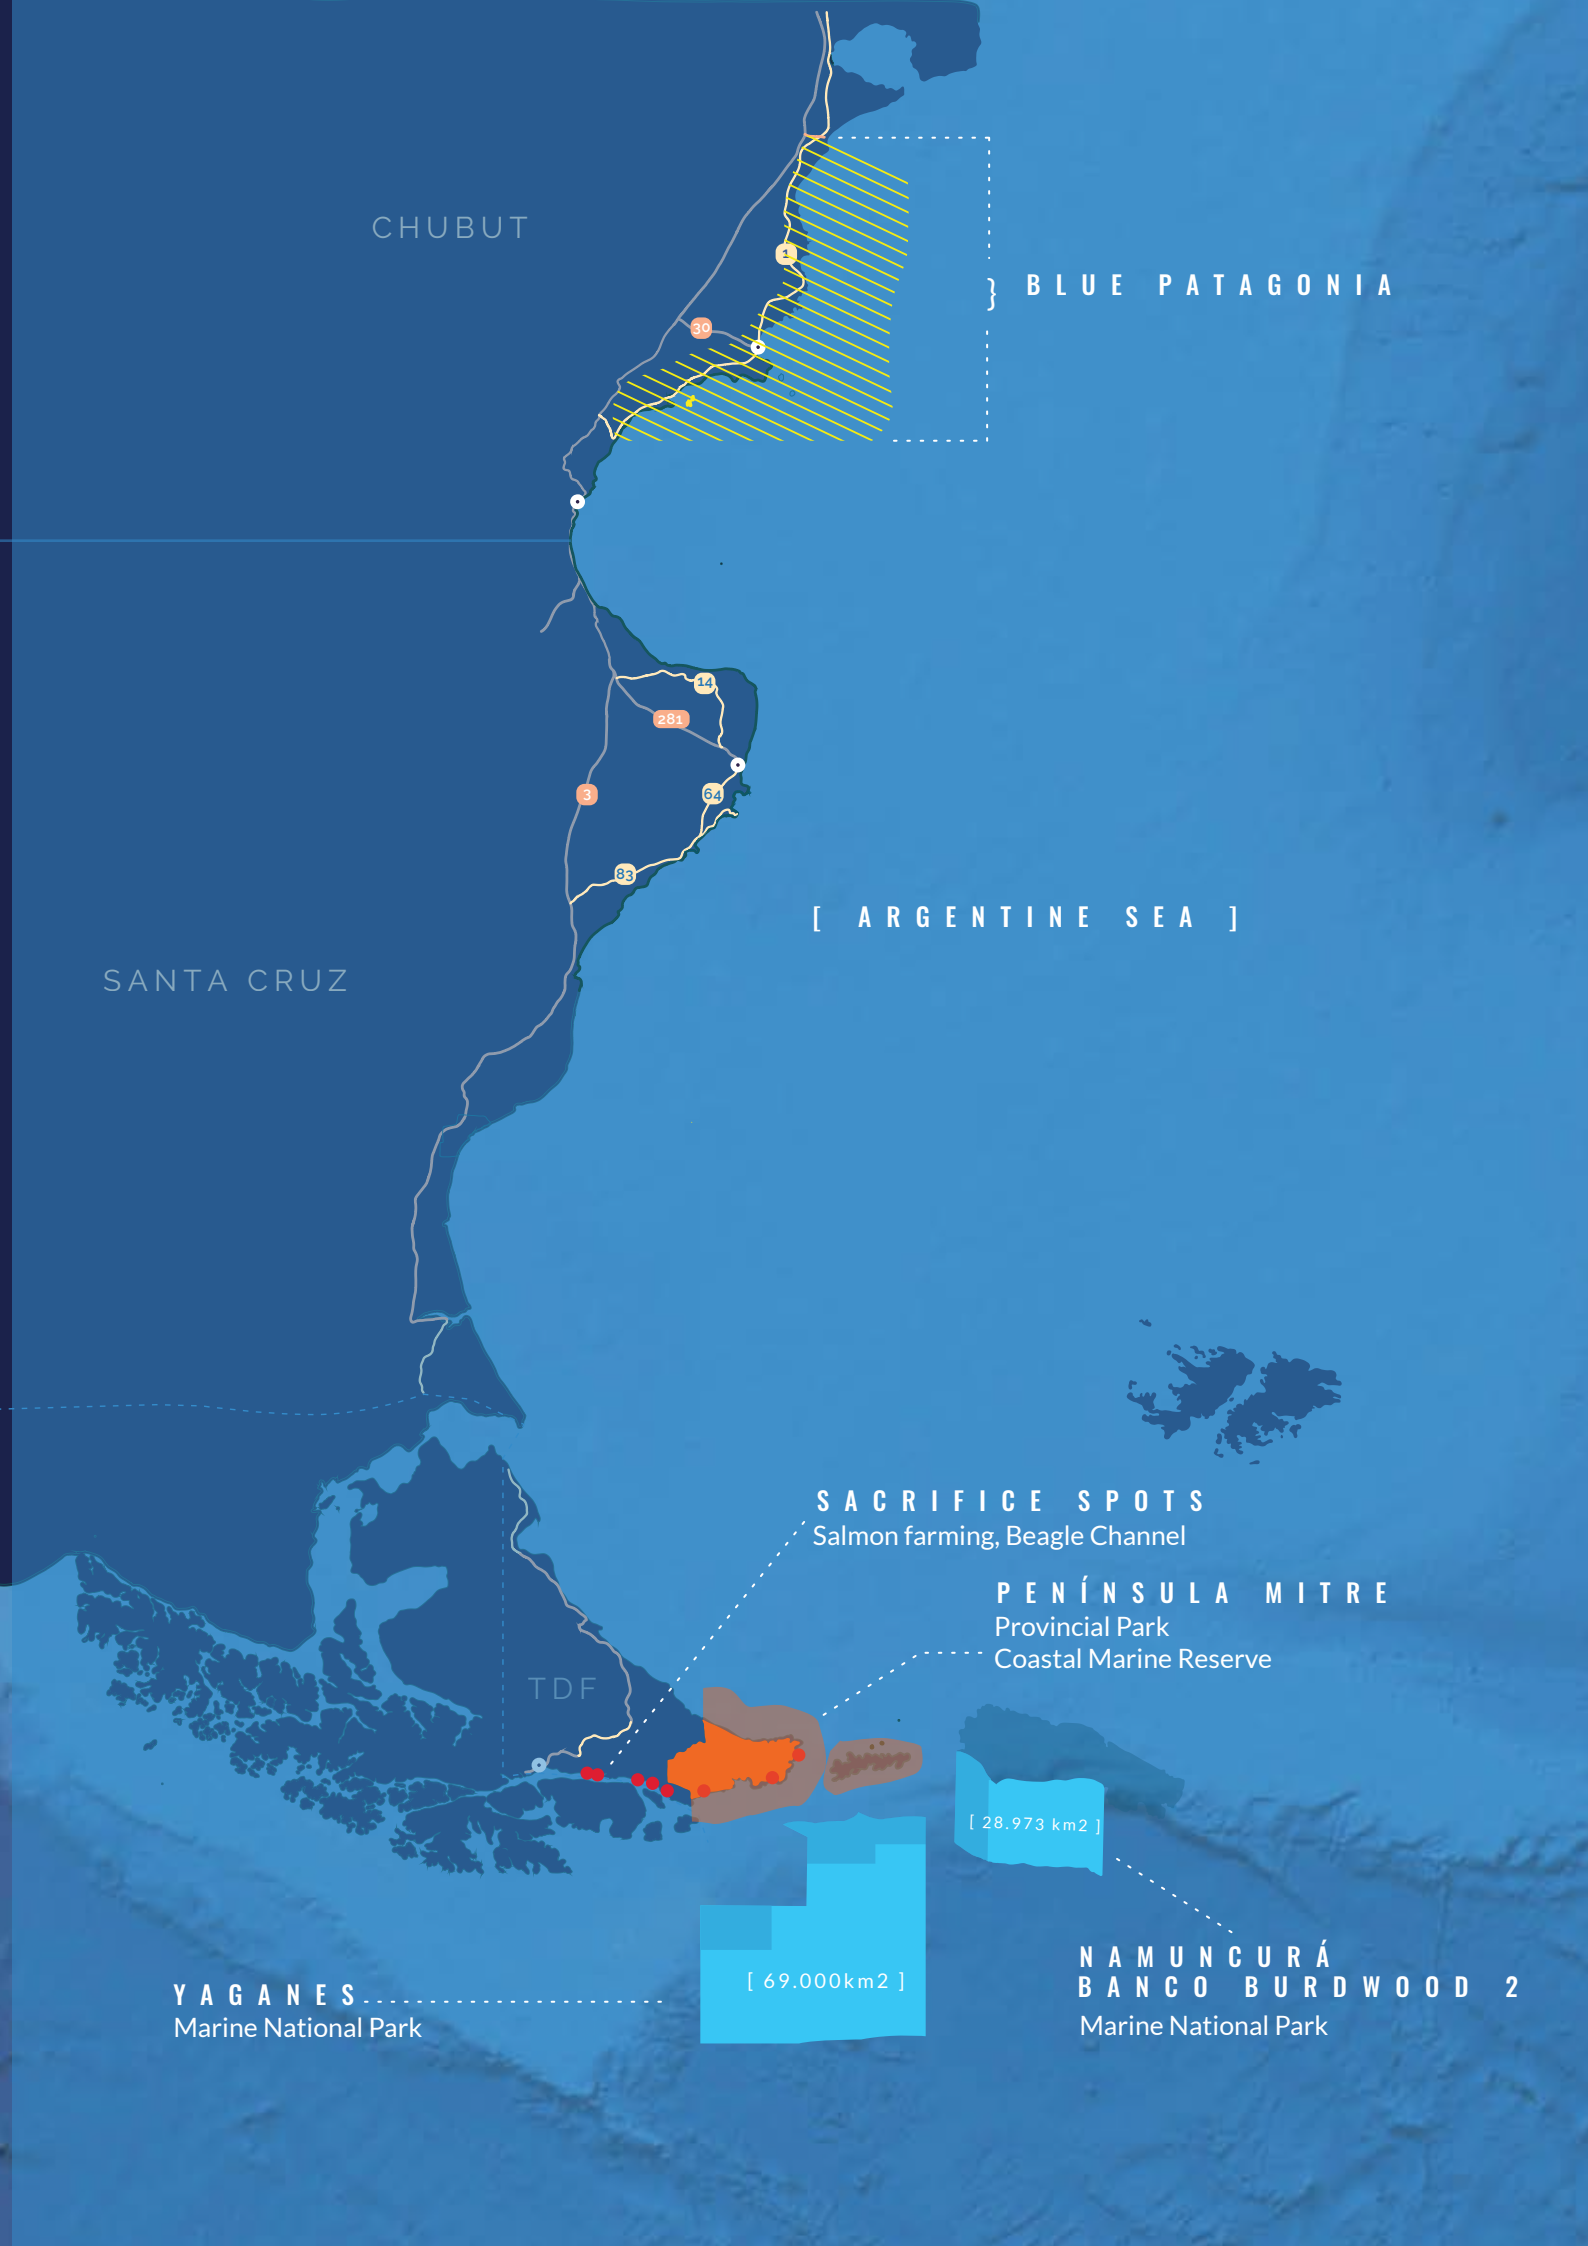 CHUBUT
1
} BLUE PATAGONIA
30
14
281
64
3
83
[ ARGENTINE SEA ]
SANTA CRUZ
SACRIFICE SPOTS
Salmon farming, Beagle Channel
PENÍNSULA MITRE
Provincial Park
Coastal Marine Reserve
TDF
[ 28.973 km2 ]
[ 69.000km2 ]
YAGANES
Marine National Park
NAMUNCURÁ
BANCO BURDWOOD 2
Marine National Park